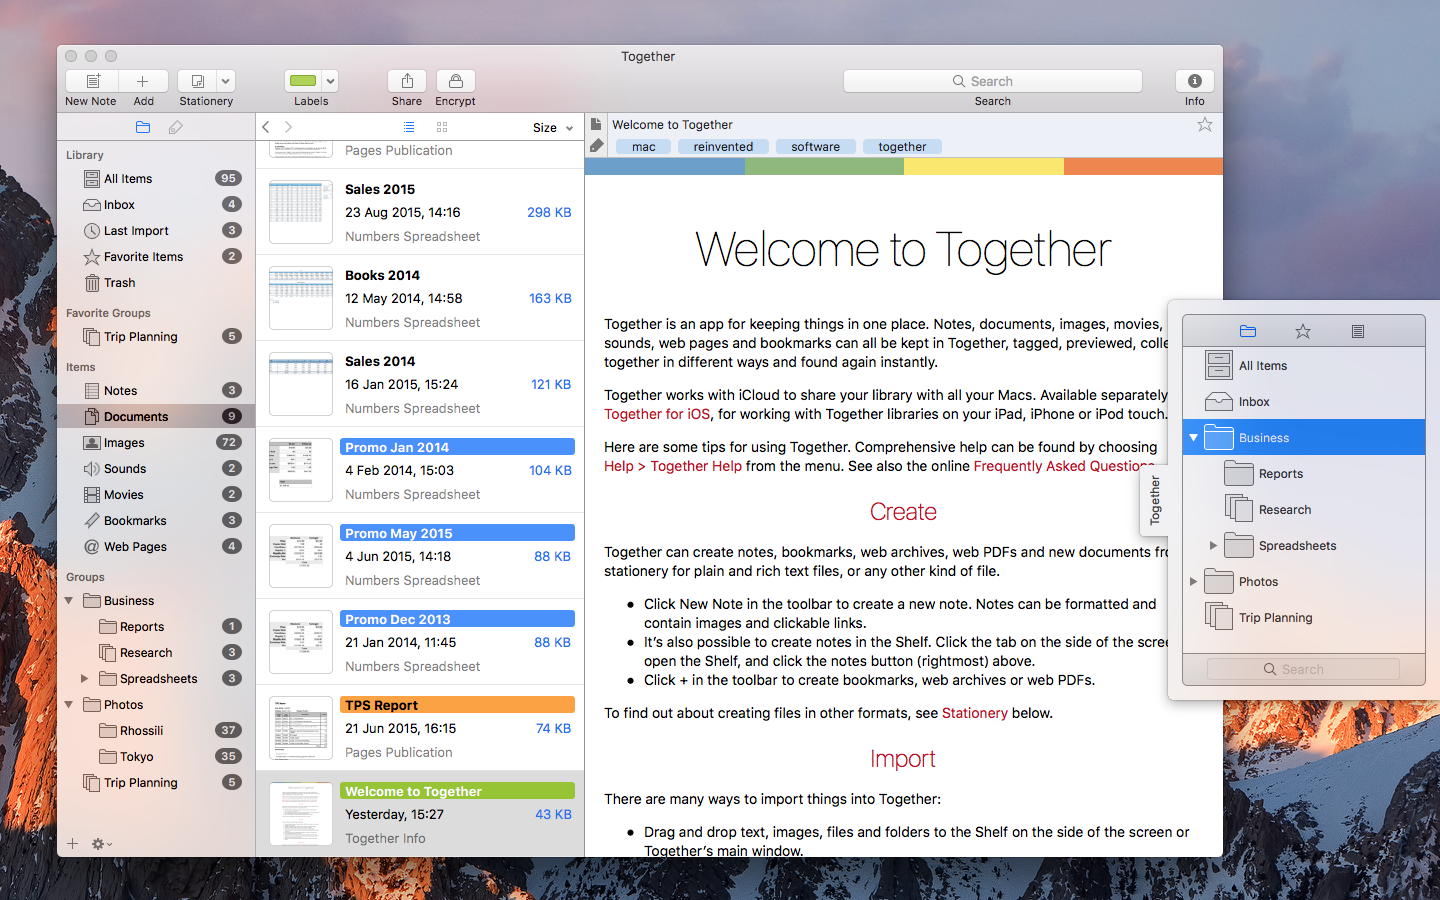 Together
New Note
Add
Stationery
Labels
Share
Encrypt
Search
Search
Info
Library
All Items 95
Inbox 4
Last Import 3
Favorite Items 2
Trash
Favorite Groups
Trip Planning 5
Items
Notes 3
Documents 9
Images 72
Sounds 2
Movies 2
Bookmarks 3
Web Pages 4
Groups
Business
Reports 1
Research 3
Spreadsheets 3
Photos
Rhossili 37
Tokyo 35
Trip Planning 5
Size
Pages Publication
Sales 2015
23 Aug 2015, 14:16 298 KB
Numbers Spreadsheet
Books 2014
12 May 2014, 14:58 163 KB
Numbers Spreadsheet
Sales 2014
16 Jan 2015, 15:24 121 KB
Numbers Spreadsheet
Promo Jan 2014
4 Feb 2014, 15:03 104 KB
Numbers Spreadsheet
Promo May 2015
4 Jun 2015, 14:18 88 KB
Numbers Spreadsheet
Promo Dec 2013
21 Jan 2014, 11:45 88 KB
Numbers Spreadsheet
TPS Report
21 Jun 2015, 16:15 74 KB
Pages Publication
Welcome to Together
Yesterday, 15:27 43 KB
Together Info
Welcome to Together
mac reinvented software together
Welcome to Together
Together is an app for keeping things in one place. Notes, documents, images, movies,
sounds, web pages and bookmarks can all be kept in Together, tagged, previewed, colle
together in different ways and found again instantly.
Together works with iCloud to share your library with all your Macs. Available separately
Together for iOS, for working with Together libraries on your iPad, iPhone or iPod touch.
Here are some tips for using Together. Comprehensive help can be found by choosing
Help > Together Help from the menu. See also the online Frequently Asked Questions
Create
Together can create notes, bookmarks, web archives, web PDFs and new documents fro
stationery for plain and rich text files, or any other kind of file.
● Click New Note in the toolbar to create a new note. Notes can be formatted and
contain images and clickable links.
● It's also possible to create notes in the Shelf. Click the tab on the side of the scree
open the Shelf, and click the notes button (rightmost) above.
● Click + in the toolbar to create bookmarks, web archives or web PDFs.
To find out about creating files in other formats, see Stationery below.
Import
There are many ways to import things into Together:
● Drag and drop text, images, files and folders to the Shelf on the side of the screen or
Together's main window.
Together
All Items
Inbox
Business
Reports
Research
Spreadsheets
Photos
Trip Planning
Search